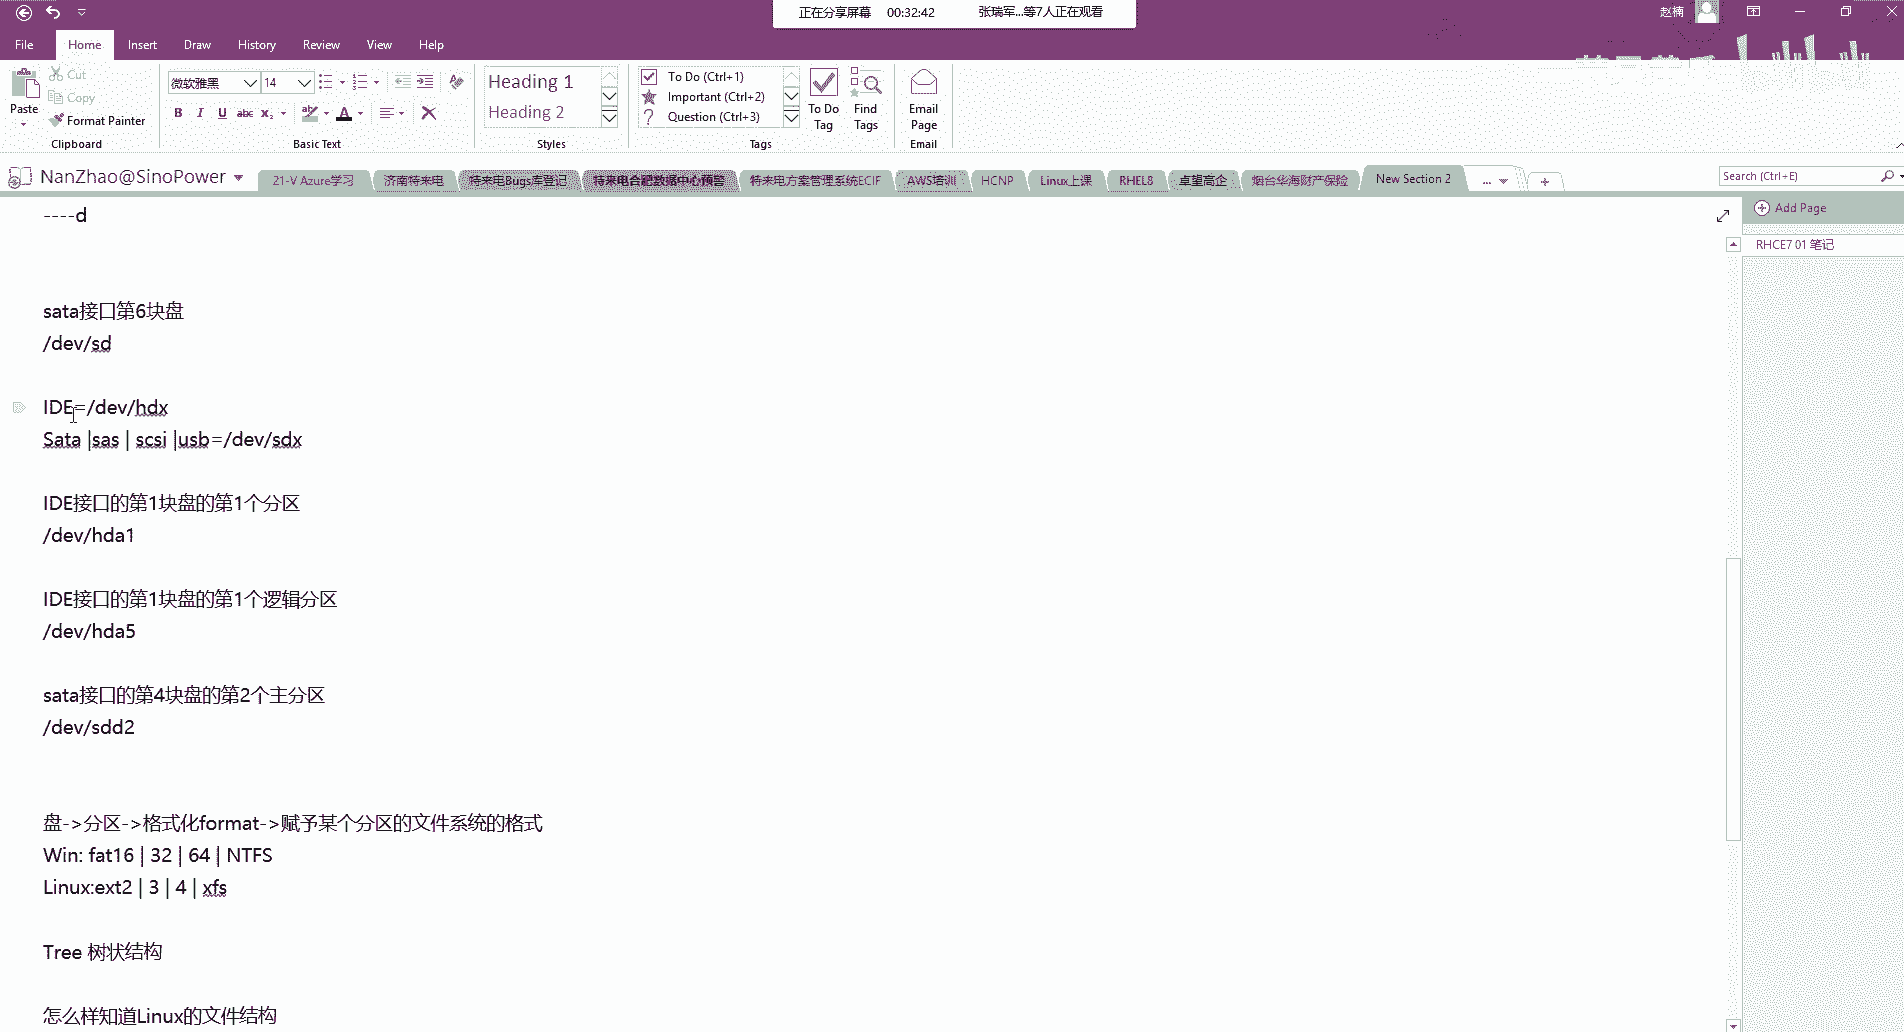 正在分享屏幕 00:32:42 张瑞军...等7人正在观看
赵楠
File Home Insert Draw History Review View Help
Paste
Cut
Copy
Format Painter
Clipboard
微软雅黑 14
B I U abc X₂ A
Basic Text
Heading 1
Heading 2
Styles
To Do (Ctrl+1)
Important (Ctrl+2)
Question (Ctrl+3)
To Do Tag
Find Tags
Tags
Email Page
Email
NanZhao@SinoPower
21-V Azure学习 济南特来电 特来电Bugs库登记 特来电合肥数据中心预警 特来电方案管理系统ECIF AWS培训 HCNP Linux上课 RHEL8 卓望高企 烟台华海财产保险 New Section 2 ...
Search (Ctrl+E)
Add Page
RHCE7 01 笔记
----d
sata接口第6块盘
/dev/sd
IDE=/dev/hdx
Sata |sas | scsi |usb=/dev/sdx
IDE接口的第1块盘的第1个分区
/dev/hda1
IDE接口的第1块盘的第1个逻辑分区
/dev/hda5
sata接口的第4块盘的第2个主分区
/dev/sdd2
盘->分区->格式化format->赋予某个分区的文件系统的格式
Win: fat16 | 32 | 64 | NTFS
Linux:ext2 | 3 | 4 | xfs
Tree 树状结构
怎么样知道Linux的文件结构